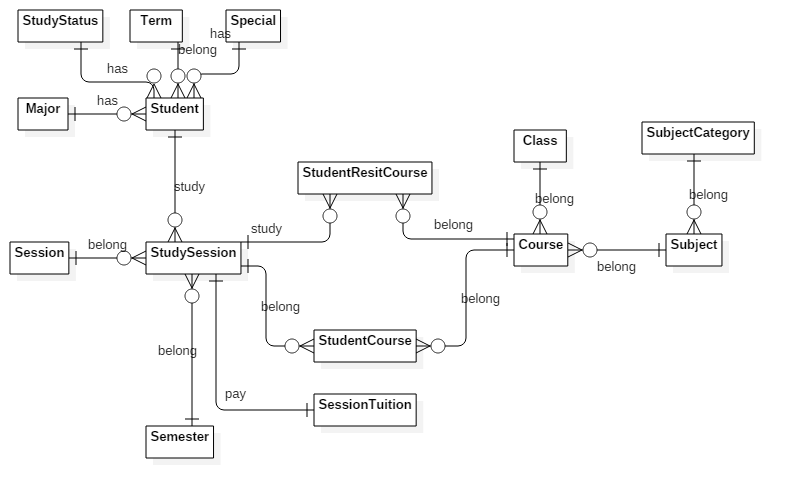 StudyStatus
Term
Special
has
belong
has
Major
has
Student
Class
SubjectCategory
StudentResitCourse
study
belong
belong
study
belong
Session
belong
StudySession
Course
Subject
belong
belong
belong
belong
StudentCourse
pay
SessionTuition
Semester